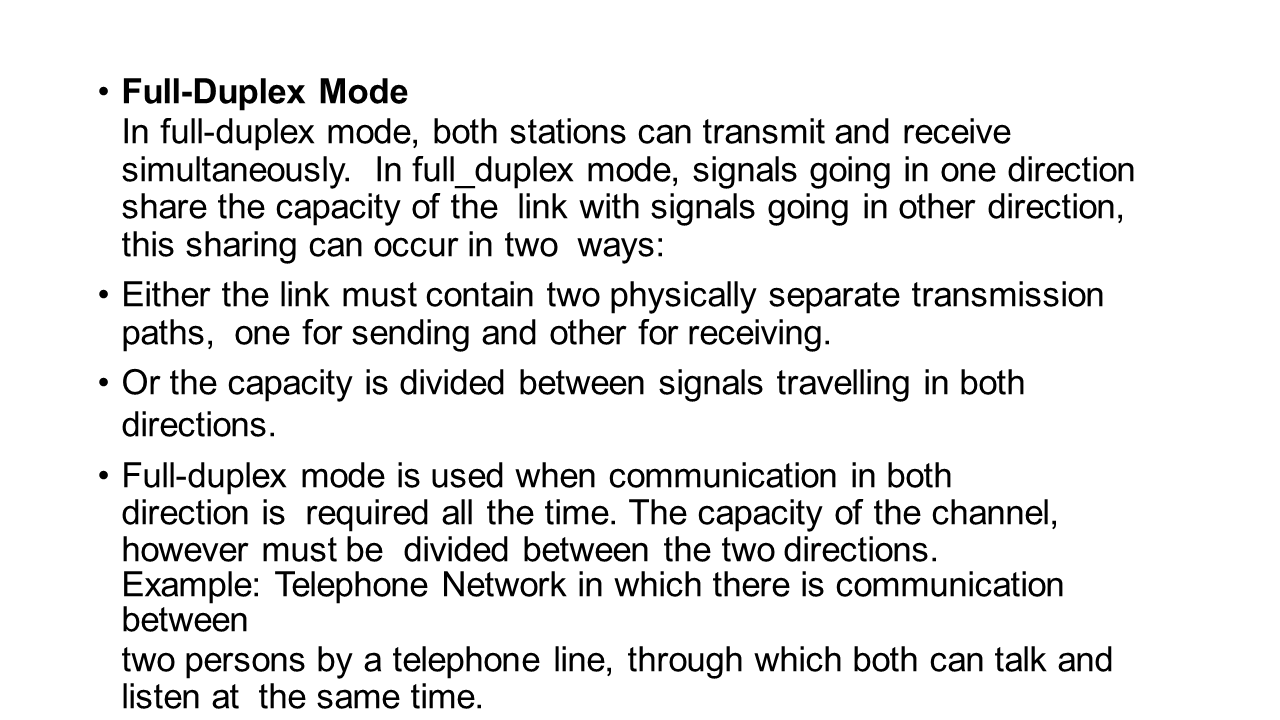 • Full-Duplex Mode
In full-duplex mode, both stations can transmit and receive
simultaneously.  In full_duplex mode, signals going in one direction
share the capacity of the  link with signals going in other direction,
this sharing can occur in two  ways:
• Either the link must contain two physically separate transmission
paths,  one for sending and other for receiving.
• Or the capacity is divided between signals travelling in both
directions.
• Full-duplex mode is used when communication in both
direction is  required all the time. The capacity of the channel,
however must be  divided between the two directions.
Example: Telephone Network in which there is communication
between
two persons by a telephone line, through which both can talk and
listen at  the same time.